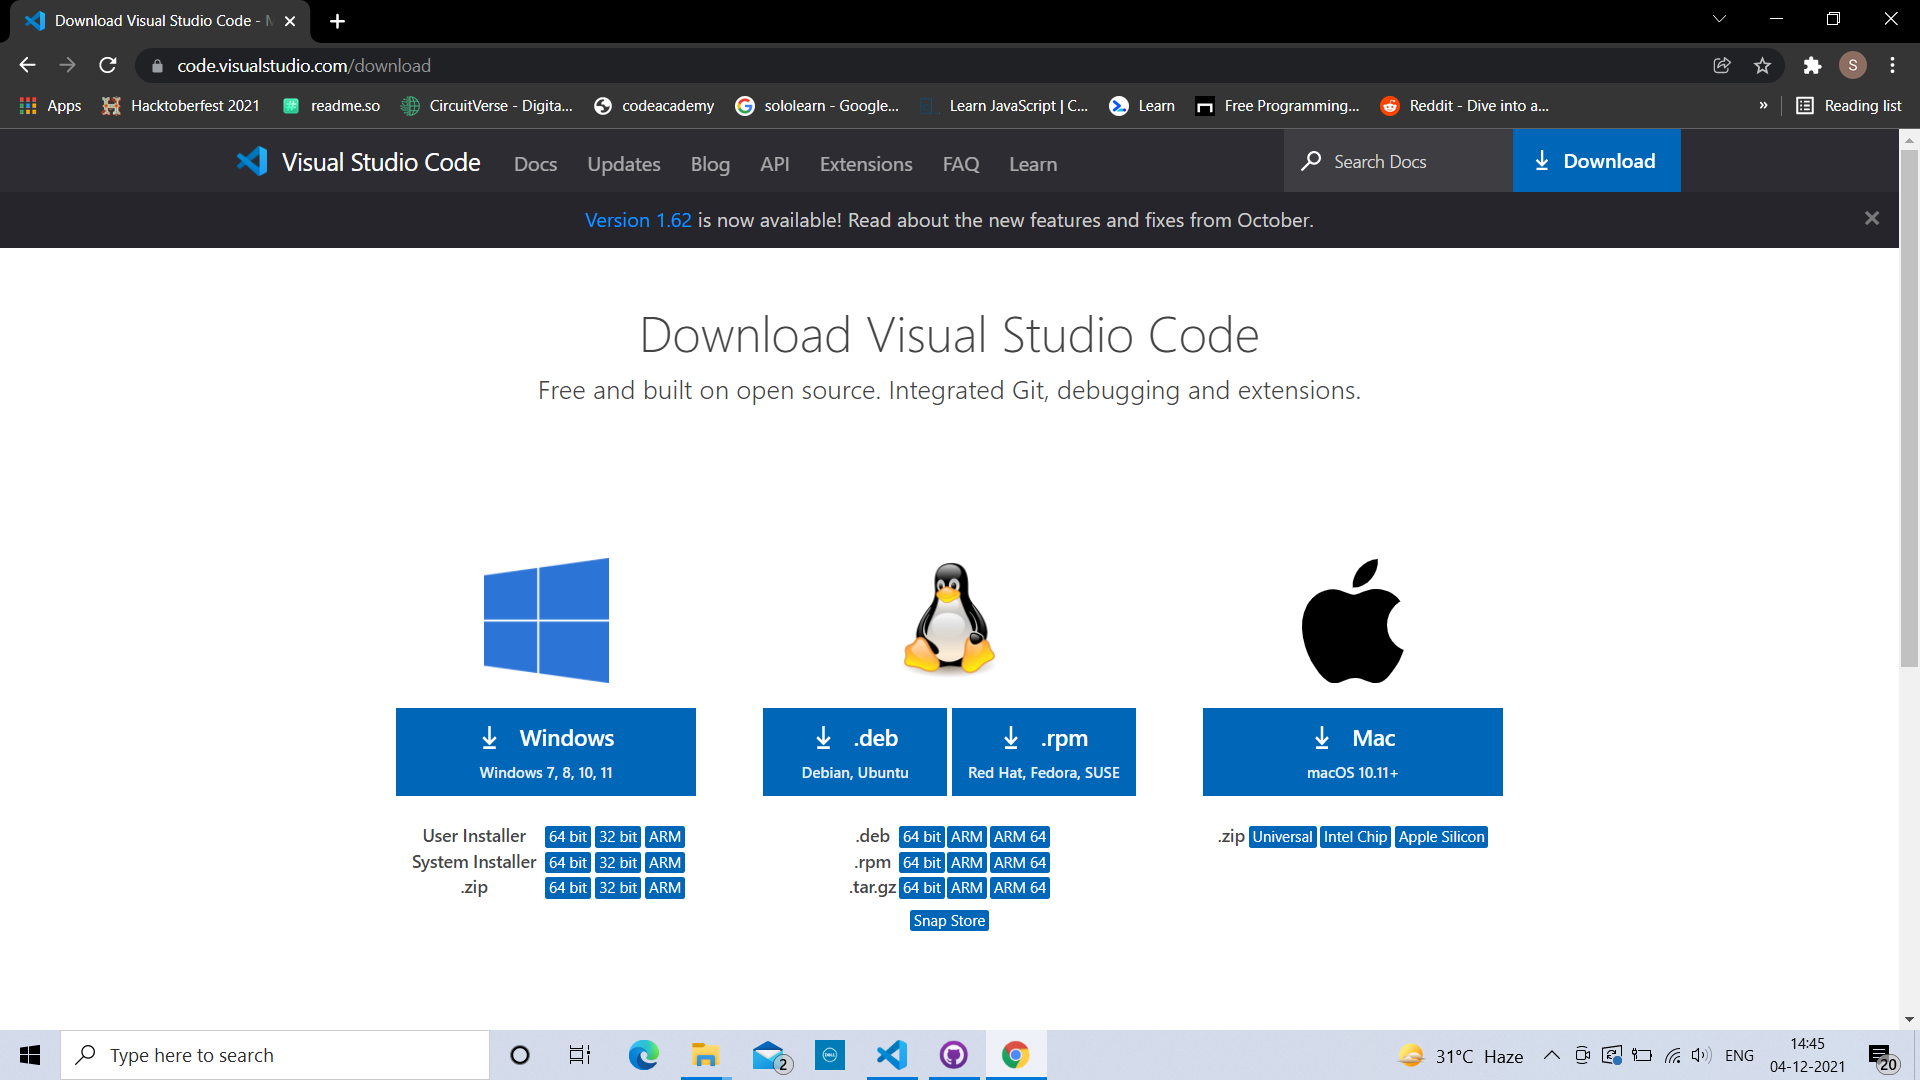 Download Visual Studio Code -
code.visualstudio.com/download
S
Apps
Hacktoberfest 2021
readme.so
CircuitVerse - Digita...
codeacademy
sololearn - Google...
Learn JavaScript | C...
Learn
Free Programming...
Reddit - Dive into a...
»
Reading list
Visual Studio Code
Docs
Updates
Blog
API
Extensions
FAQ
Learn
Search Docs
Download
Version 1.62 is now available! Read about the new features and fixes from October.
Download Visual Studio Code
Free and built on open source. Integrated Git, debugging and extensions.
Windows
Windows 7, 8, 10, 11
User Installer 64 bit 32 bit ARM
System Installer 64 bit 32 bit ARM
.zip 64 bit 32 bit ARM
.deb
Debian, Ubuntu
.rpm
Red Hat, Fedora, SUSE
.deb 64 bit ARM ARM 64
.rpm 64 bit ARM ARM 64
.tar.gz 64 bit ARM ARM 64
Snap Store
Mac
macOS 10.11+
.zip Universal Intel Chip Apple Silicon
Type here to search
2
DELL
31°C Haze
ENG
14:45
04-12-2021
20